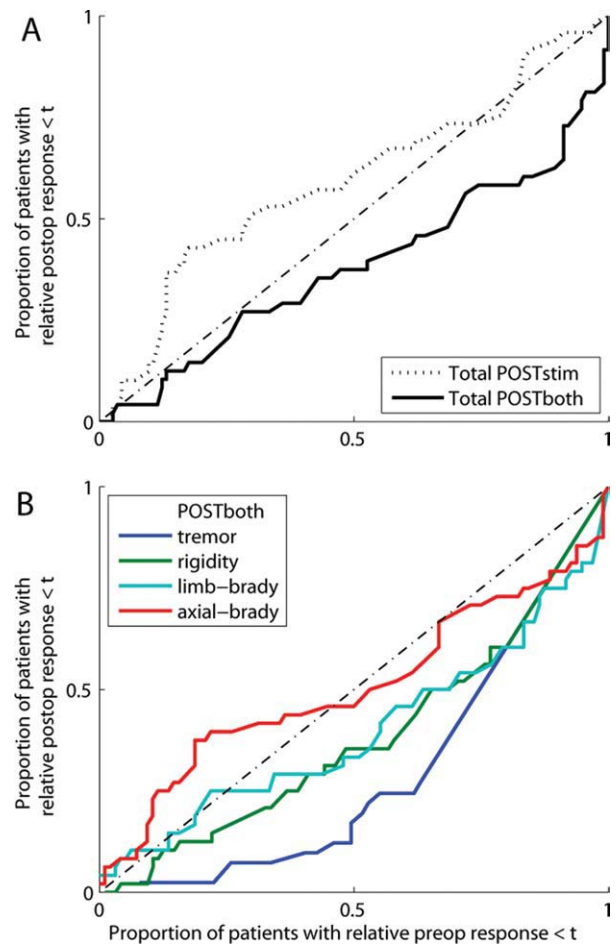 A
1
Proportion of patients with
relative postop response < t
0.5
Total POSTstim
Total POSTboth
0
0
0.5
1
B
1
POSTboth
tremor
rigidity
limb-brady
axial-brady
Proportion of patients with
relative postop response < t
0.5
0
0
0.5
1
Proportion of patients with relative preop response < t